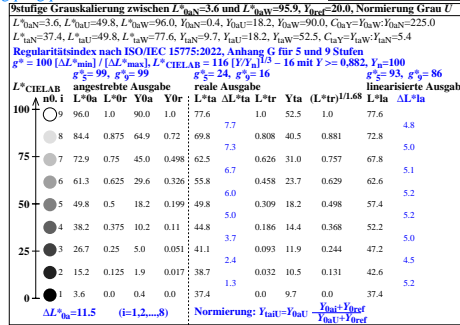 9stufige Grauskalierung zwischen L*0aN=3.6 und L*0aW=95.9, Y0ref=20.0, Normierung Grau U
L*0aN=3.6, L*0aU=49.8, L*0aW=96.0, Y0aN=0.4, Y0aU=18.2, Y0aW=90.0, C0aY=Y0aW:Y0aN=225.0
L*taN=37.4, L*taU=49.8, L*taW=77.6, YtaN=9.7, YtaU=18.2, YtaW=52.5, CtaY=YtaW:YtaN=5.4
Regularitätsindex nach ISO/IEC 15775:2022, Anhang G für 5 und 9 Stufen
g* = 100 [ΔL*min] / [ΔL*max], L*CIELAB = 116 [Y/Yn]1/3 - 16 mit Y >= 0,882, Yn=100
g*5= 99, g*9= 99 g*5= 24, g*9= 16 g*5= 93, g*9= 86
L*CIELAB angestrebte Ausgabe reale Ausgabe Ausgabe
n0, i L*0a L*0r Y0a Y0r L*ta ΔL*ta L*tr Yta (L*tr)1/1.68 L*la ΔL*la
9 96.0 1.0 90.0 1.0 77.6 1.0 52.5 1.0 77.6
7.7 4.8
8 84.4 0.875 64.9 0.72 69.8 0.808 40.5 0.881 72.8
7.3 5.0
75 7 72.9 0.75 45.0 0.498 62.5 0.626 31.0 0.757 67.8
6.7 5.1
6 61.3 0.625 29.6 0.326 55.8 0.458 23.7 0.629 62.6
6.0 5.2
50 5 49.8 0.5 18.2 0.199 49.8 0.309 18.2 0.498 57.4
5.0 5.2
4 38.2 0.375 10.2 0.11 44.8 0.186 14.4 0.368 52.2
3.7 5.0
25 3 26.7 0.25 5.0 0.051 41.1 0.093 11.9 0.244 47.2
2.4 4.5
2 15.2 0.125 1.9 0.017 38.7 0.032 10.5 0.131 42.6
1.3 5.2
0 1 3.6 0.0 0.4 0.0 37.4 0.0 9.7 0.0 37.4
ΔL*0a=11.5 (i=1,2,...,8) Normierung: YtaiU=Y0aU Y0ai+Y0ref
Y0aU+Y0ref